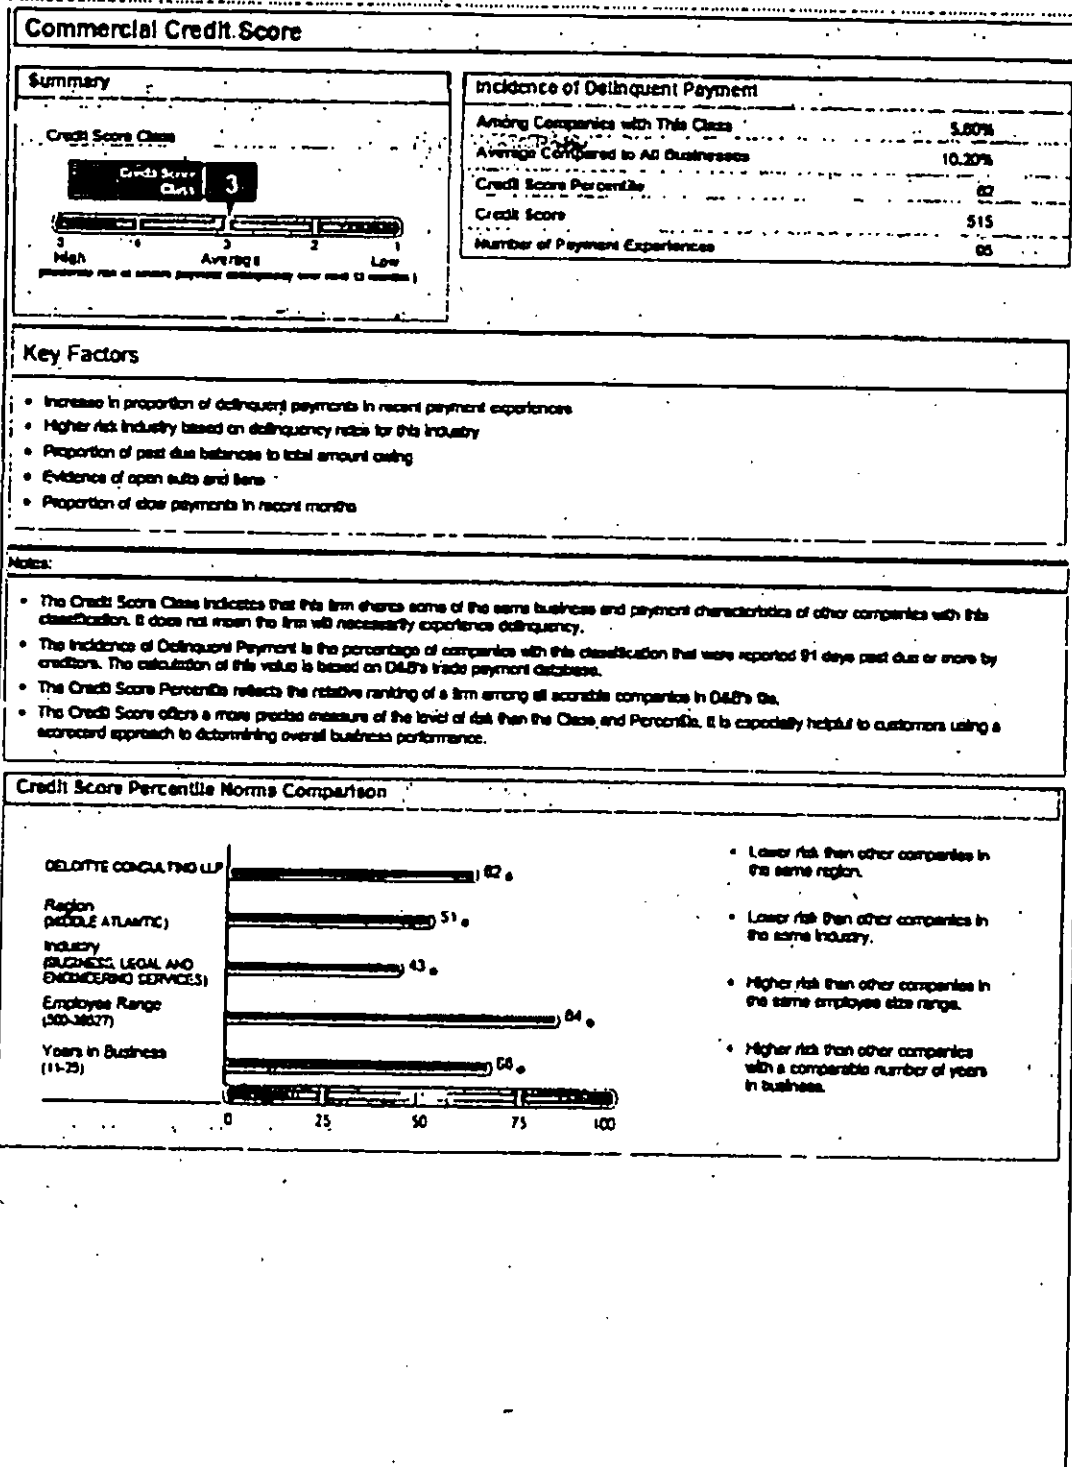 Commercial Credit Score
Summary
Credit Score Class
Credit Score
Class
3
4 3 2 1
High Average Low
Incidence of Delinquent Payment
Among Companies with This Class 5.80%
Average Compared to All Businesses 10.20%
Credit Score Percentile
Credit Score 515
Number of Payment Experiences
Key Factors
• Increase in proportion of delinquent payments in recent payment experiences
• Higher risk industry based on delinquency rates for this industry
• Proportion of past due balances to total amount owing
• Evidence of open suits and liens
• Proportion of slow payments in recent months
Notes:
• The Credit Score Class indicates that this firm shares some of the same business and payment characteristics of other companies with this
classification. It does not mean the firm will necessarily experience delinquency.
• The Incidence of Delinquent Payment is the percentage of companies with this classification that were reported 91 days past due or more by
creditors. The calculation of this value is based on D&B's trade payment database.
• The Credit Score Percentile reflects the relative ranking of a firm among all scorable companies in D&B's file.
• The Credit Score offers a more precise measure of the level of risk than the Class and Percentile. It is especially helpful to customers using a
scorecard approach to determining overall business performance.
Credit Score Percentile Norms Comparison
DELOITTE CONSULTING LLP
Region
(MIDDLE ATLANTIC) 51
Industry
(BUSINESS, LEGAL AND
ENGINEERING SERVICES) 43
Employee Range
Years in Business
0 25 50 75 100
• Lower risk than other companies in
the same region.
• Lower risk than other companies in
the same industry.
• Higher risk than other companies in
the same employee size range.
• Higher risk than other companies
with a comparable number of years
in business.